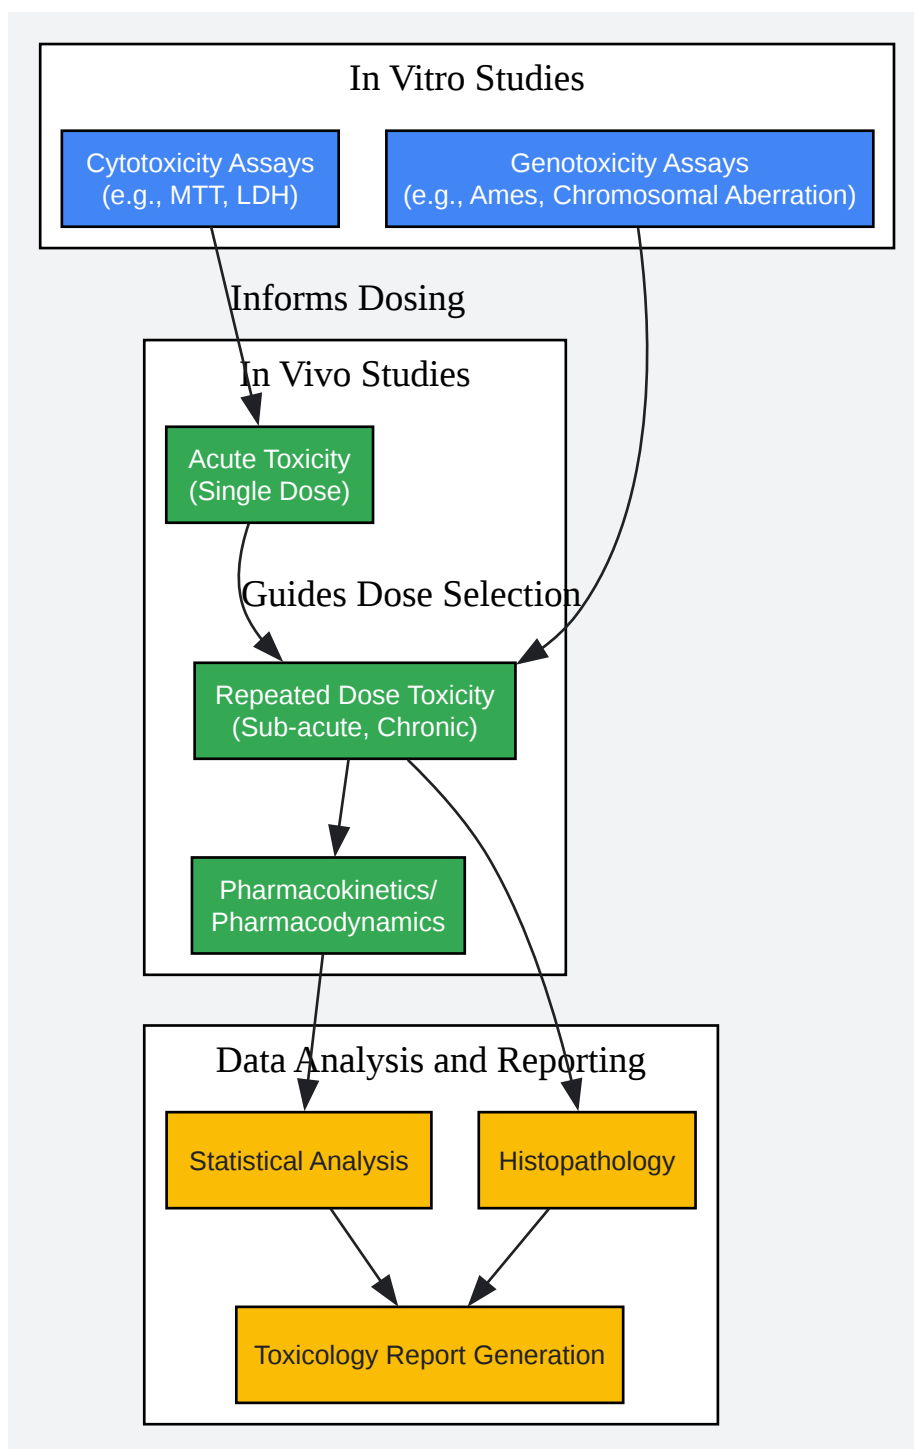 In Vitro Studies
Cytotoxicity Assays
(e.g., MTT, LDH)
Genotoxicity Assays
(e.g., Ames, Chromosomal Aberration)
Informs Dosing
In Vivo Studies
Acute Toxicity
(Single Dose)
Guides Dose Selection
Repeated Dose Toxicity
(Sub-acute, Chronic)
Pharmacokinetics/
Pharmacodynamics
Data Analysis and Reporting
Statistical Analysis
Histopathology
Toxicology Report Generation